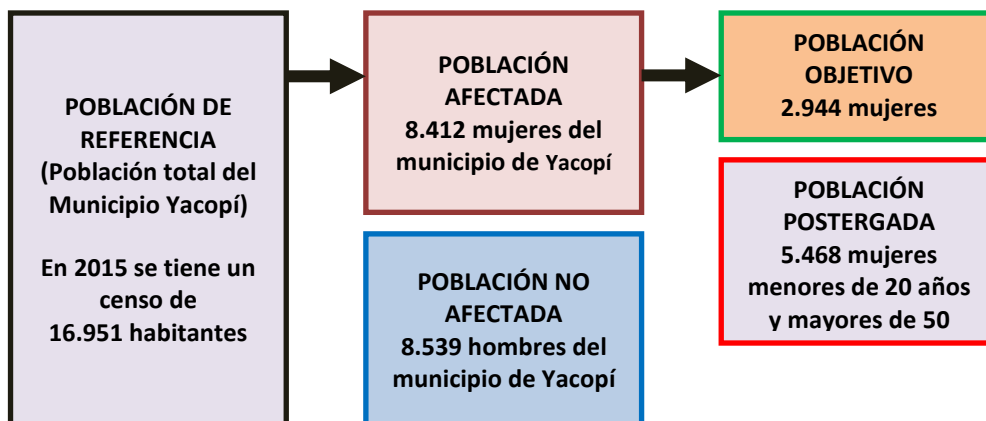 POBLACIÓN DE
REFERENCIA
(Población total del
Municipio Yacopí)
En 2015 se tiene un
censo de
16.951 habitantes
POBLACIÓN
AFECTADA
8.412 mujeres del
municipio de Yacopí
POBLACIÓN NO
AFECTADA
8.539 hombres del
municipio de Yacopí
POBLACIÓN
OBJETIVO
2.944 mujeres
POBLACIÓN
POSTERGADA
5.468 mujeres
menores de 20 años
y mayores de 50